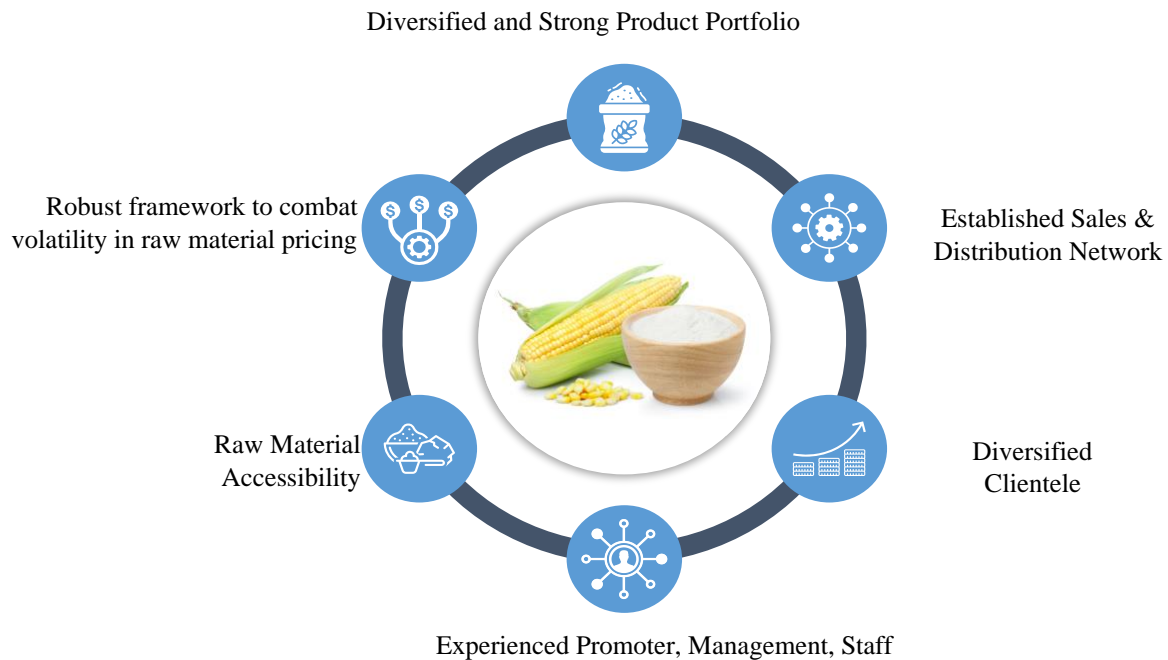 Diversified and Strong Product Portfolio
Robust framework to combat
volatility in raw material pricing
Established Sales &
Distribution Network
Raw Material
Accessibility
Diversified
Clientele
Experienced Promoter, Management, Staff
$ $ $